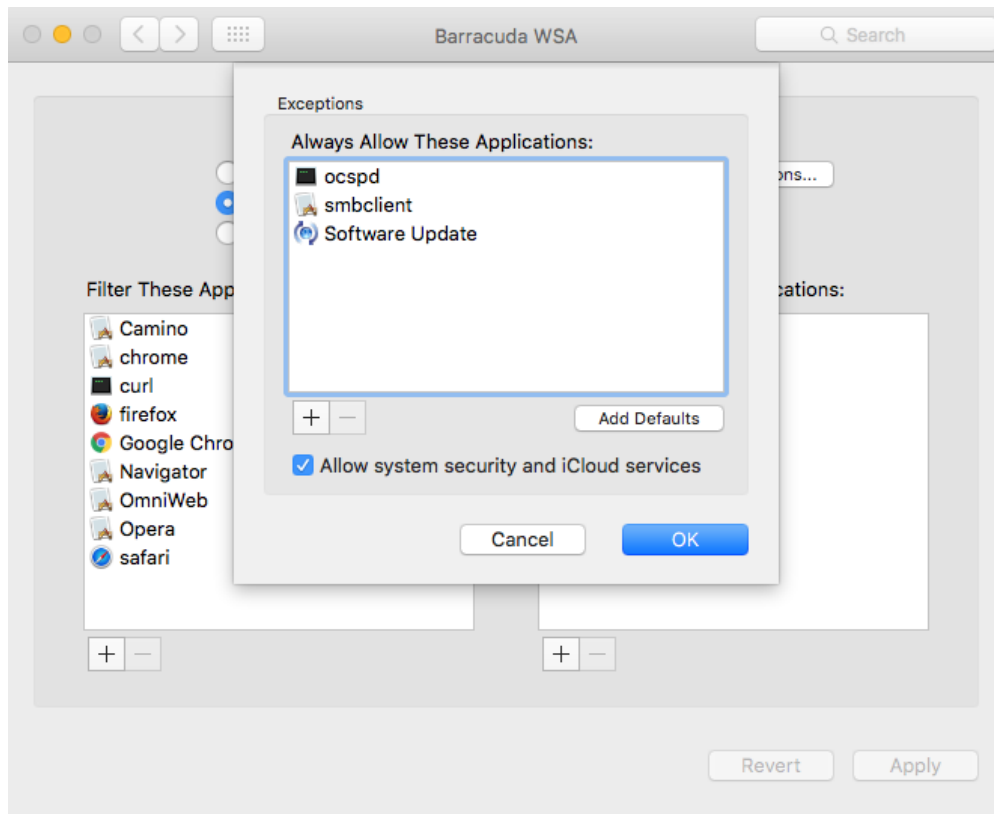 Barracuda WSA
Search
Exceptions
Always Allow These Applications:
ocspd
smbclient
Software Update
Add Defaults
Allow system security and iCloud services
Cancel
OK
Filter These App
Camino
chrome
curl
firefox
Google Chro
Navigator
OmniWeb
Opera
safari
ons...
cations:
Revert
Apply